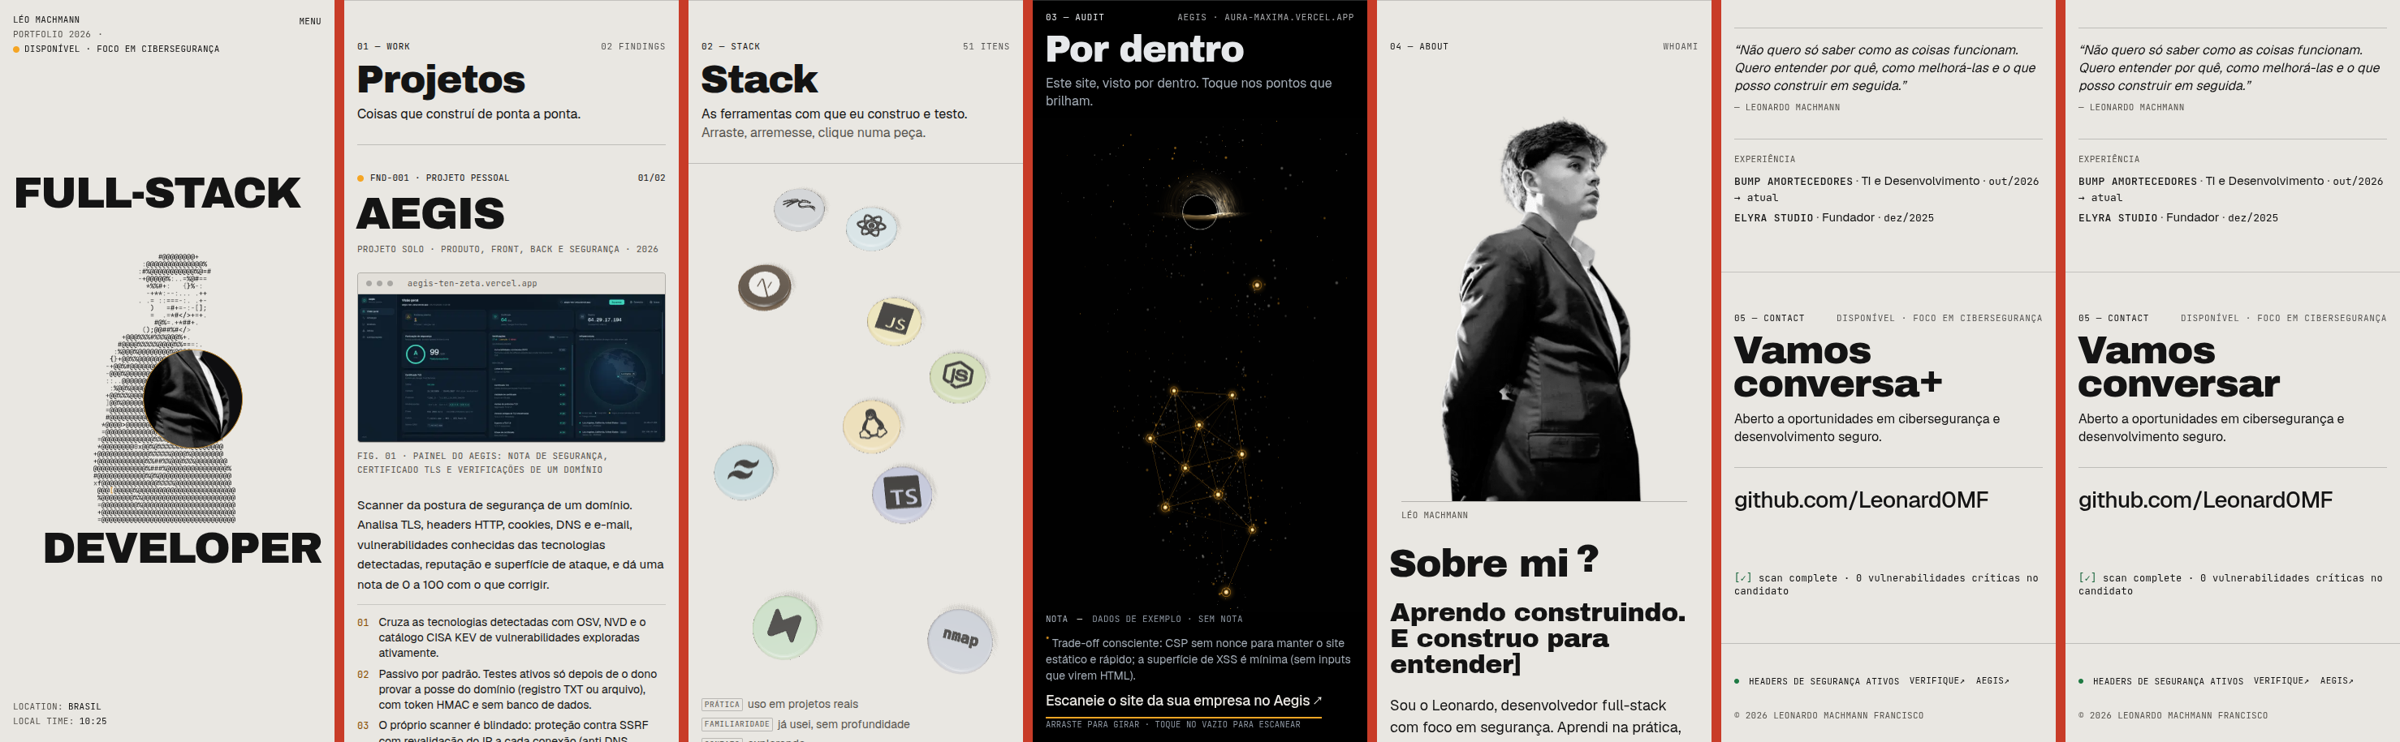 LÉO MACHMANN
MENU
PORTFOLIO 2026 ·
DISPONÍVEL · FOCO EM CIBERSEGURANÇA
FULL-STACK
DEVELOPER
LOCATION: BRASIL
LOCAL TIME: 10:25
01 — WORK
02 FINDINGS
Projetos
Coisas que construí de ponta a ponta.
FND-001 · PROJETO PESSOAL
01/02
AEGIS
PROJETO SOLO · PRODUTO, FRONT, BACK E SEGURANÇA · 2026
aegis-ten-zeta.vercel.app
FIG. 01 · PAINEL DO AEGIS: NOTA DE SEGURANÇA,
CERTIFICADO TLS E VERIFICAÇÕES DE UM DOMÍNIO
Scanner da postura de segurança de um domínio.
Analisa TLS, headers HTTP, cookies, DNS e e-mail,
vulnerabilidades conhecidas das tecnologias
detectadas, reputação e superfície de ataque, e dá uma
nota de 0 a 100 com o que corrigir.
01 Cruza as tecnologias detectadas com OSV, NVD e o
catálogo CISA KEV de vulnerabilidades exploradas
ativamente.
02 Passivo por padrão. Testes ativos só depois de o dono
provar a posse do domínio (registro TXT ou arquivo),
com token HMAC e sem banco de dados.
03 O próprio scanner é blindado: proteção contra SSRF
com revalidação do IP a cada conexão (anti DNS
02 — STACK
51 ITENS
Stack
As ferramentas com que eu construo e testo.
Arraste, arremesse, clique numa peça.
JS
JS
TS
nmap
PRÁTICA uso em projetos reais
FAMILIARIDADE já usei, sem profundidade
03 — AUDIT
AEGIS · AURA-MAXIMA.VERCEL.APP
Por dentro
Este site, visto por dentro. Toque nos pontos que
brilham.
NOTA — DADOS DE EXEMPLO · SEM NOTA
* Trade-off consciente: CSP sem nonce para manter o site
estático e rápido; a superfície de XSS é mínima (sem inputs
que virem HTML).
Escaneie o site da sua empresa no Aegis ↗
ARRASTE PARA GIRAR · TOQUE NO VAZIO PARA ESCANEAR
04 — ABOUT
WHOAMI
LÉO MACHMANN
Sobre mi?
Aprendo construindo.
E construo para
entender]
Sou o Leonardo, desenvolvedor full-stack
com foco em segurança. Aprendi na prática,
“Não quero só saber como as coisas funcionam.
Quero entender por quê, como melhorá-las e o que
posso construir em seguida.”
— LEONARDO MACHMANN
EXPERIÊNCIA
BUMP AMORTECEDORES · TI e Desenvolvimento · out/2026
→ atual
ELYRA STUDIO · Fundador · dez/2025
05 — CONTACT
DISPONÍVEL · FOCO EM CIBERSEGURANÇA
Vamos
conversa+
Aberto a oportunidades em cibersegurança e
desenvolvimento seguro.
github.com/Leonard0MF
[✓] scan complete · 0 vulnerabilidades críticas no
candidato
HEADERS DE SEGURANÇA ATIVOS VERIFIQUE↗ AEGIS↗
© 2026 LEONARDO MACHMANN FRANCISCO
“Não quero só saber como as coisas funcionam.
Quero entender por quê, como melhorá-las e o que
posso construir em seguida.”
— LEONARDO MACHMANN
EXPERIÊNCIA
BUMP AMORTECEDORES · TI e Desenvolvimento · out/2026
→ atual
ELYRA STUDIO · Fundador · dez/2025
05 — CONTACT
DISPONÍVEL · FOCO EM CIBERSEGURANÇA
Vamos
conversar
Aberto a oportunidades em cibersegurança e
desenvolvimento seguro.
github.com/Leonard0MF
[✓] scan complete · 0 vulnerabilidades críticas no
candidato
HEADERS DE SEGURANÇA ATIVOS VERIFIQUE↗ AEGIS↗
© 2026 LEONARDO MACHMANN FRANCISCO